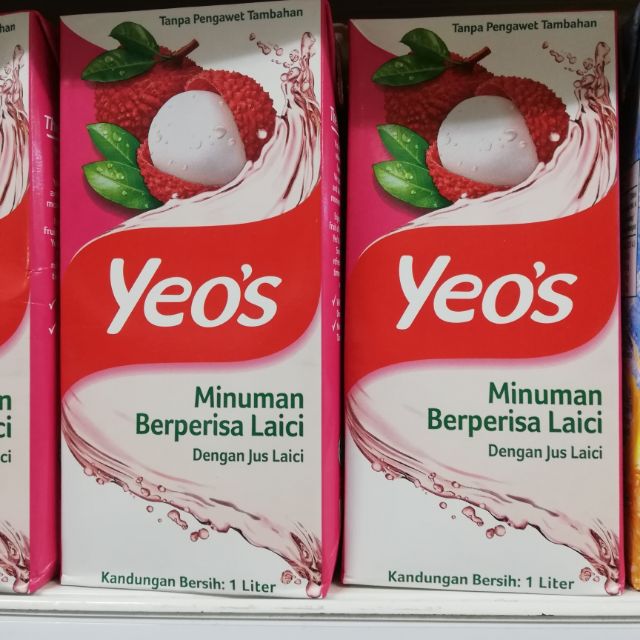 Tanpa Pengawet Tambahan
Yeo's
Minuman
Berperisa Laici
Dengan Jus Laici
Kandungan Bersih: 1 Liter
Tanpa Pengawet Tambahan
Yeo's
Minuman
Berperisa Laici
Dengan Jus Laici
Kandungan Bersih: 1 Liter